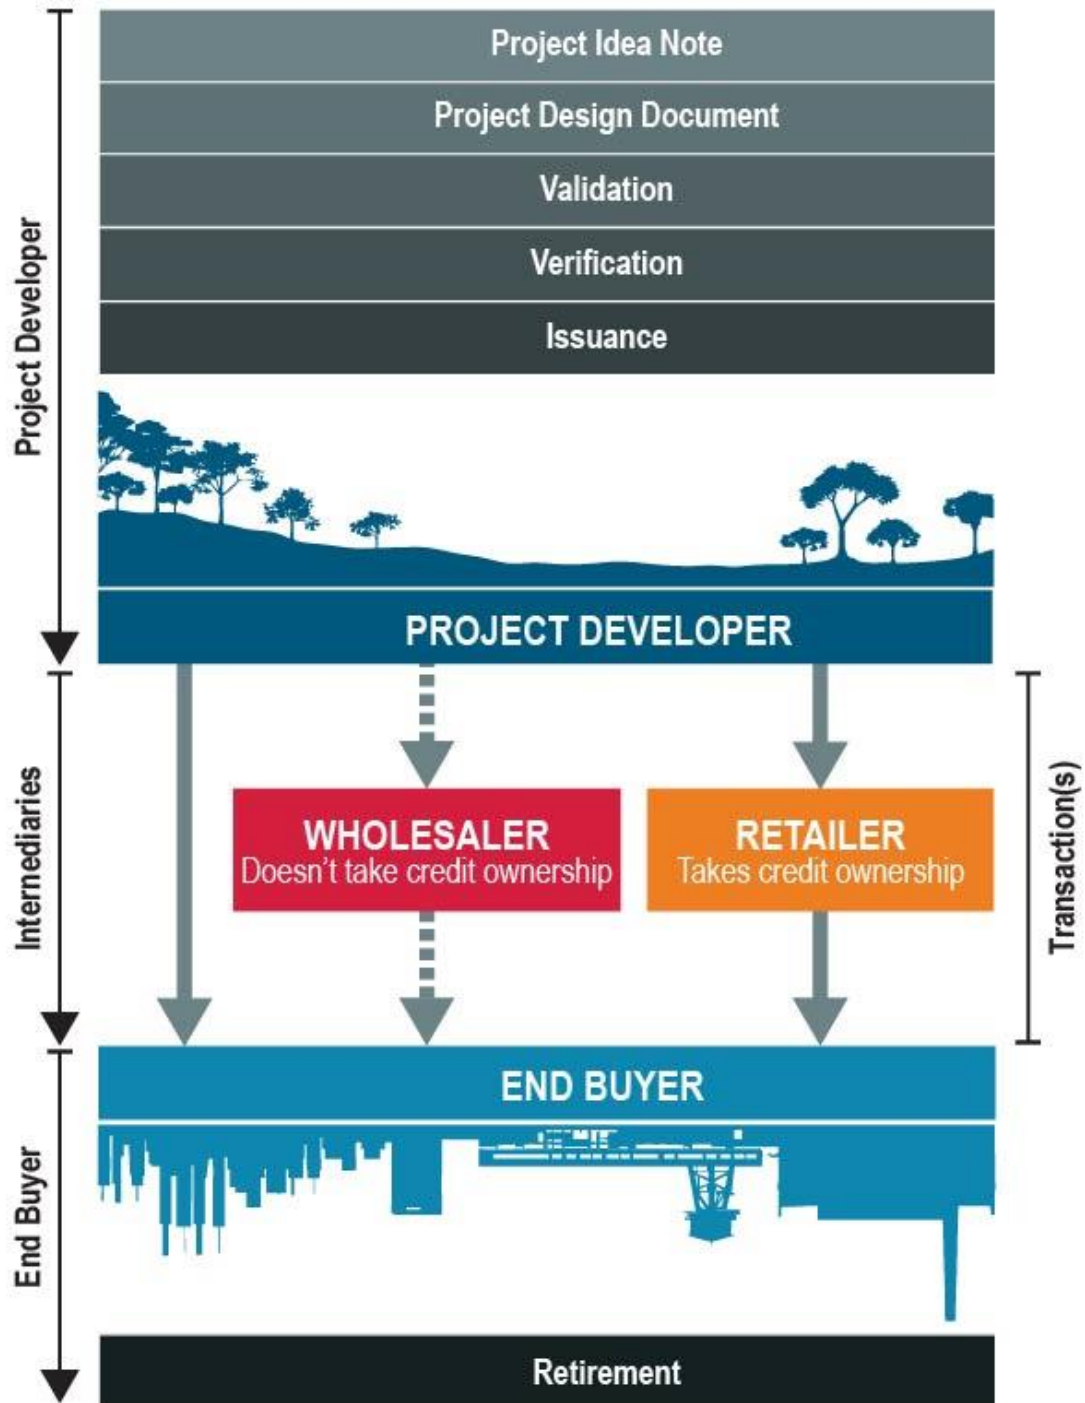 Project Idea Note
Project Design Document
Validation
Verification
Issuance
Project Developer
PROJECT DEVELOPER
Internediaries
WHOLESALER
Doesn't take credit ownership
RETAILER
Takes credit ownership
Transaction(s)
END BUYER
End Buyer
Retirement